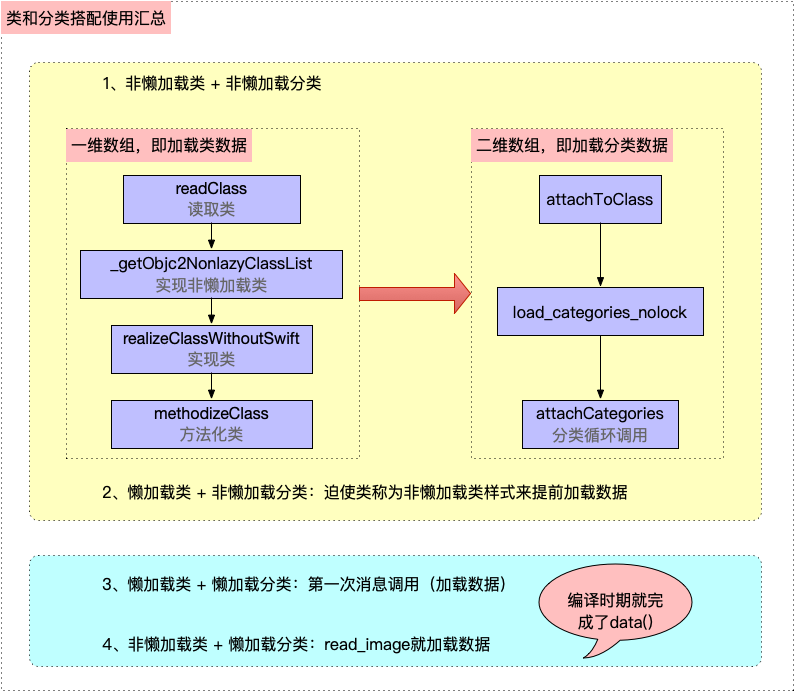 类和分类搭配使用汇总
1、非懒加载类 + 非懒加载分类
一维数组，即加载类数据
readClass
读取类
_getObjc2NonlazyClassList
实现非懒加载类
realizeClassWithoutSwift
实现类
methodizeClass
方法化类
二维数组，即加载分类数据
attachToClass
load_categories_nolock
attachCategories
分类循环调用
2、懒加载类 + 非懒加载分类：迫使类称为非懒加载类样式来提前加载数据
3、懒加载类 + 懒加载分类：第一次消息调用（加载数据）
4、非懒加载类 + 懒加载分类：read_image就加载数据
编译时期就完
成了data()